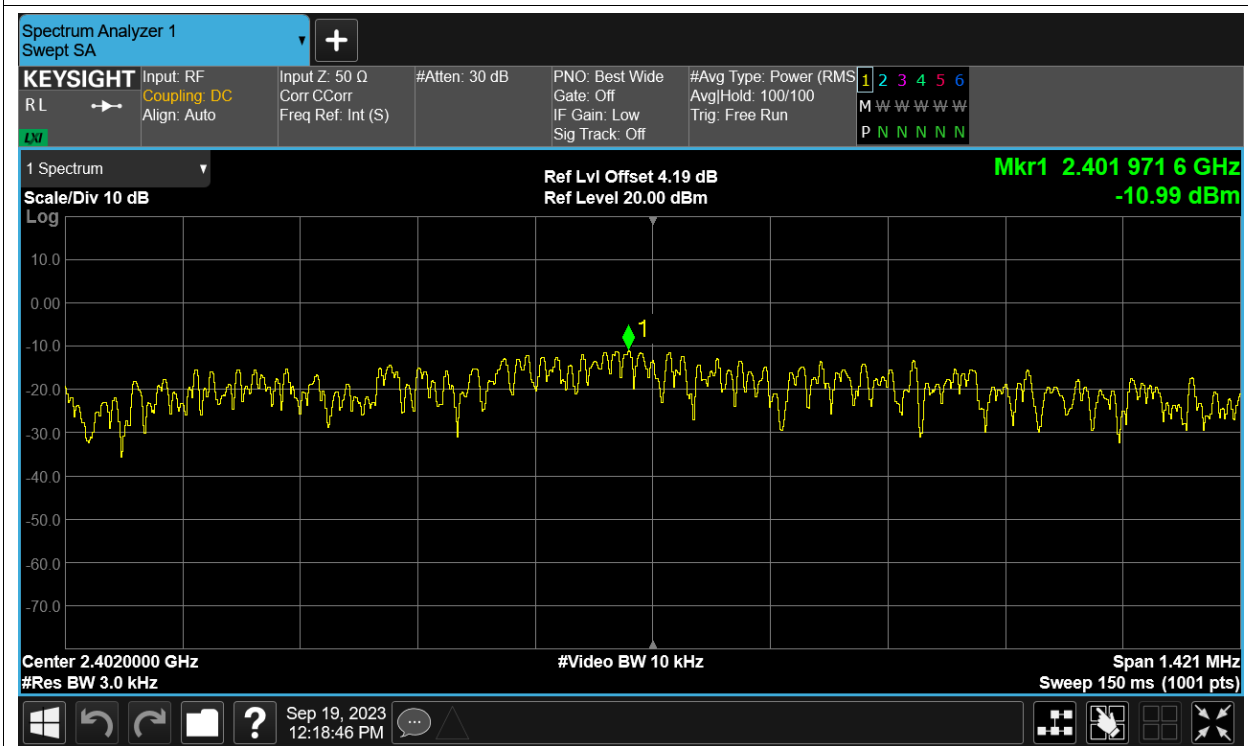 Spectrum Analyzer 1
Swept SA
KEYSIGHT
R L
LXI
Input: RF
Coupling: DC
Align: Auto
Input Z: 50 Ω
Corr CCorr
Freq Ref: Int (S)
#Atten: 30 dB
PNO: Best Wide
Gate: Off
IF Gain: Low
Sig Track: Off
#Avg Type: Power (RMS
Avg|Hold: 100/100
Trig: Free Run
1 2 3 4 5 6
M W W W W W
P N N N N N
1 Spectrum
Scale/Div 10 dB
Ref Lvl Offset 4.19 dB
Ref Level 20.00 dBm
Mkr1 2.401 971 6 GHz
-10.99 dBm
Log
10.0
0.00
-10.0
-20.0
-30.0
-40.0
-50.0
-60.0
-70.0
1
Center 2.4020000 GHz
#Res BW 3.0 kHz
#Video BW 10 kHz
Span 1.421 MHz
Sweep 150 ms (1001 pts)
?
Sep 19, 2023
12:18:46 PM